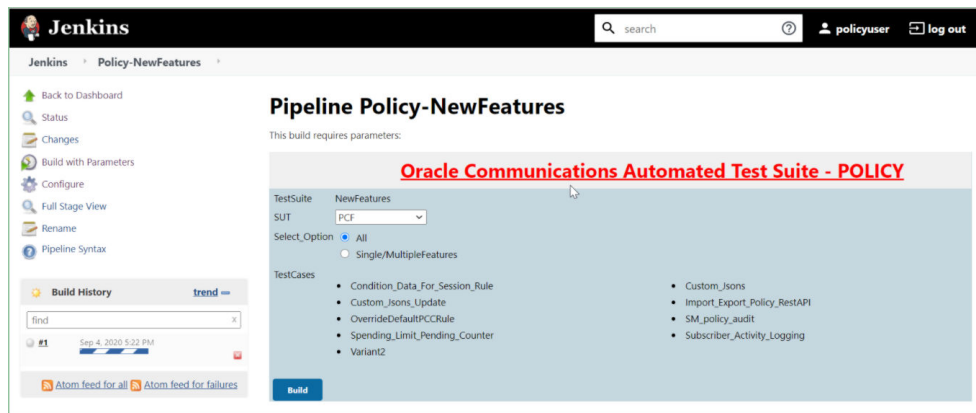 Jenkins
search
policyuser
log out
Jenkins
Policy-NewFeatures
Back to Dashboard
Status
Changes
Build with Parameters
Configure
Full Stage View
Rename
Pipeline Syntax
Build History
trend
find
x
#1
Sep 4, 2020 5:22 PM
Atom feed for all
Atom feed for failures
Pipeline Policy-NewFeatures
This build requires parameters:
Oracle Communications Automated Test Suite - POLICY
TestSuite NewFeatures
SUT PCF
Select_Option All
Single/MultipleFeatures
TestCases
Condition_Data_For_Session_Rule
Custom_Jsons_Update
OverrideDefaultPCCRule
Spending_Limit_Pending_Counter
Variant2
Custom_Jsons
Import_Export_Policy_RestAPI
SM_policy_audit
Subscriber_Activity_Logging
Build